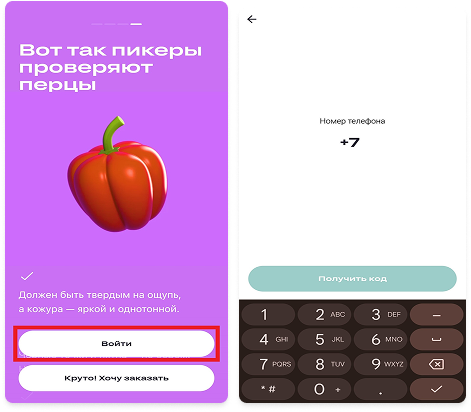 Вот так пикеры
проверяют
перцы
Должен быть твердым на ощупь,
а кожура — яркой и однотонной.
Войти
Круто! Хочу заказать
Номер телефона
+7
Получить код
1 2 ABC 3 DEF –
4 GHI 5 JKL 6 MNO
7 PQRS 8 TUV 9 WXYZ
* # 0 + .